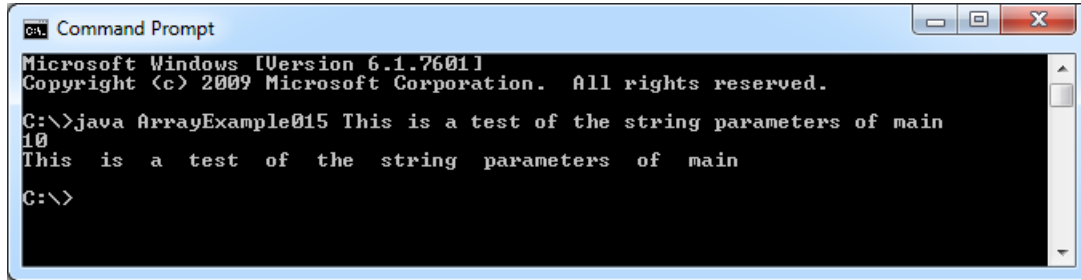 Command Prompt
Microsoft Windows [Version 6.1.7601]
Copyright (c) 2009 Microsoft Corporation.  All rights reserved.
C:\>java ArrayExample015 This is a test of the string parameters of main
10
This  is  a  test  of  the  string  parameters  of  main
C:\>